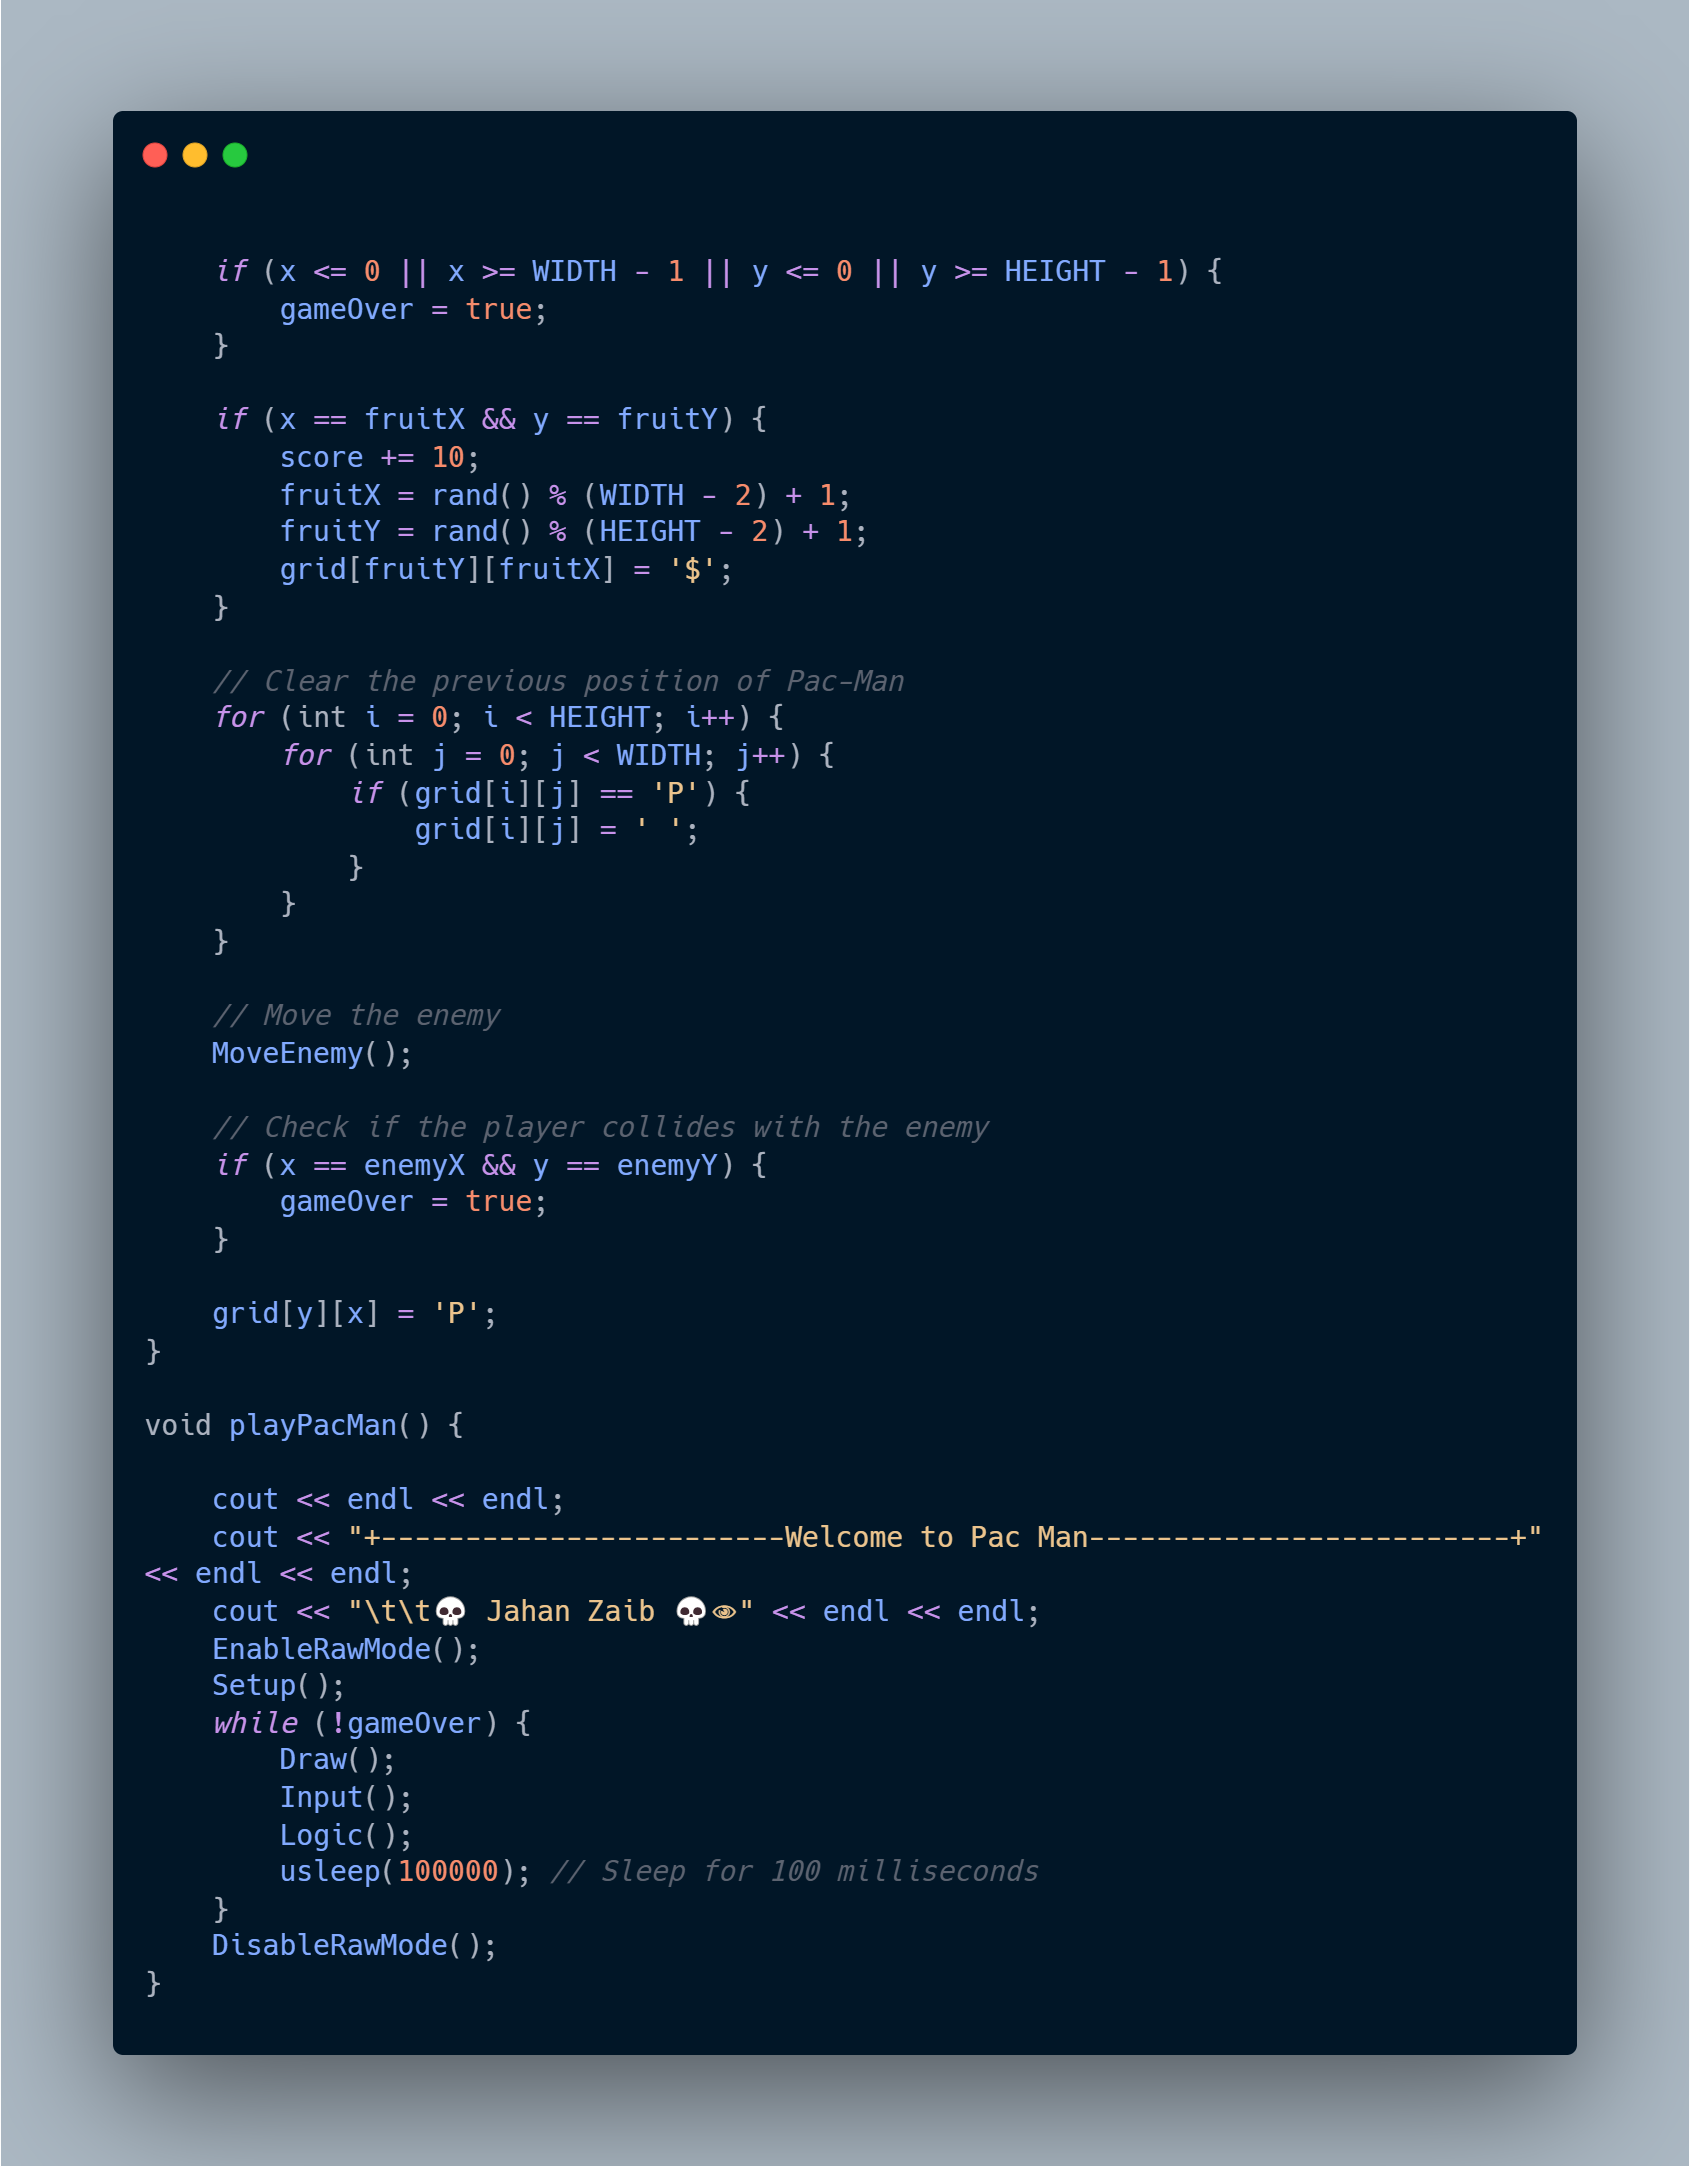 if (x <= 0 || x >= WIDTH - 1 || y <= 0 || y >= HEIGHT - 1) {
gameOver = true;
}
if (x == fruitX && y == fruitY) {
score += 10;
fruitX = rand() % (WIDTH - 2) + 1;
fruitY = rand() % (HEIGHT - 2) + 1;
grid[fruitY][fruitX] = '$';
}
// Clear the previous position of Pac-Man
for (int i = 0; i < HEIGHT; i++) {
for (int j = 0; j < WIDTH; j++) {
if (grid[i][j] == 'P') {
grid[i][j] = ' ';
}
}
}
// Move the enemy
MoveEnemy();
// Check if the player collides with the enemy
if (x == enemyX && y == enemyY) {
gameOver = true;
}
grid[y][x] = 'P';
}
void playPacMan() {
cout << endl << endl;
cout << "+------------------------Welcome to Pac Man-------------------------+"
<< endl << endl;
cout << "\t\t💀 Jahan Zaib 💀👁" << endl << endl;
EnableRawMode();
Setup();
while (!gameOver) {
Draw();
Input();
Logic();
usleep(100000); // Sleep for 100 milliseconds
}
DisableRawMode();
}